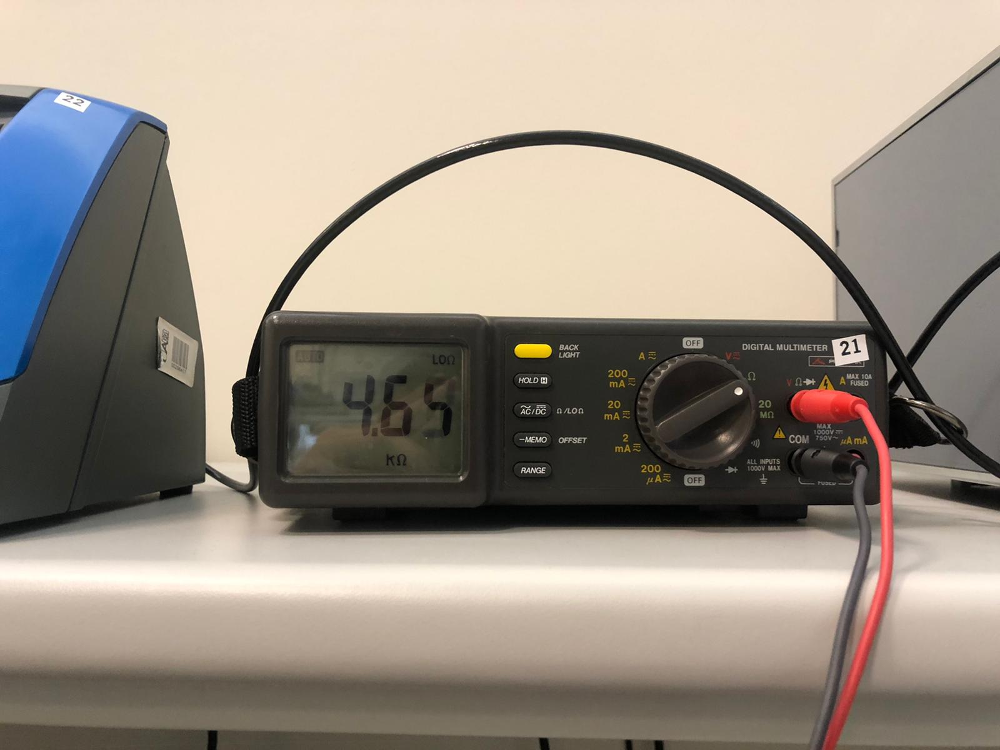 22
AUTO
LOΩ
4.65
kΩ
BACK
LIGHT
HOLD H
AC/DC Ω/LOΩ
-MEMO OFFSET
RANGE
OFF
A
200
mA
20
mA
2
mA
200
μA
OFF
V
Ω
20
MΩ
DIGITAL MULTIMETER
21
V Ω
A MAX 10A
FUSED
MAX
1000V
750V~
COM
μA mA
ALL INPUTS
1000V MAX
FUSED